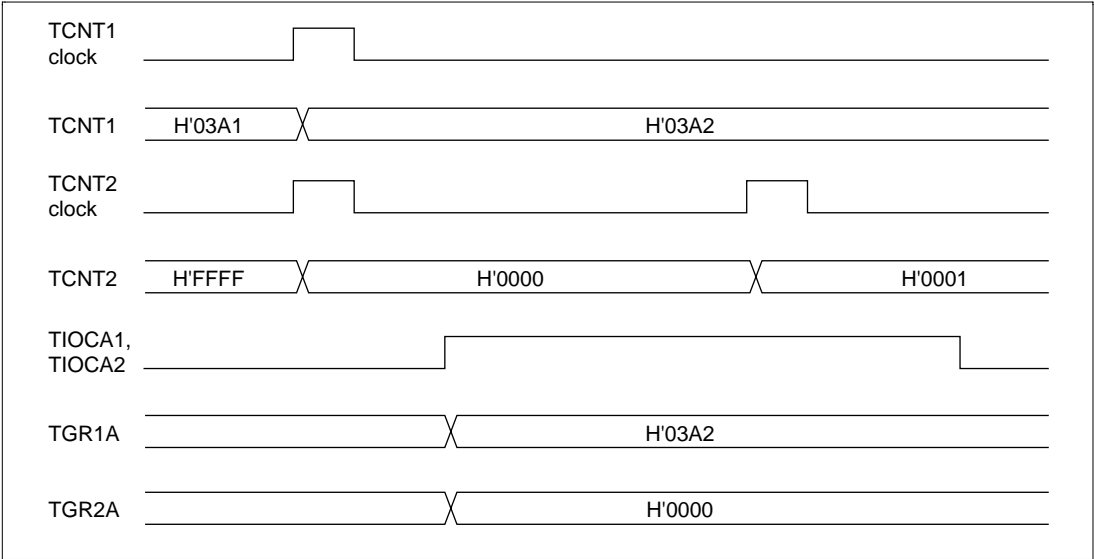 TCNT1
clock
TCNT1 H'03A1 H'03A2
TCNT2
clock
TCNT2 H'FFFF H'0000 H'0001
TIOCA1,
TIOCA2
TGR1A H'03A2
TGR2A H'0000